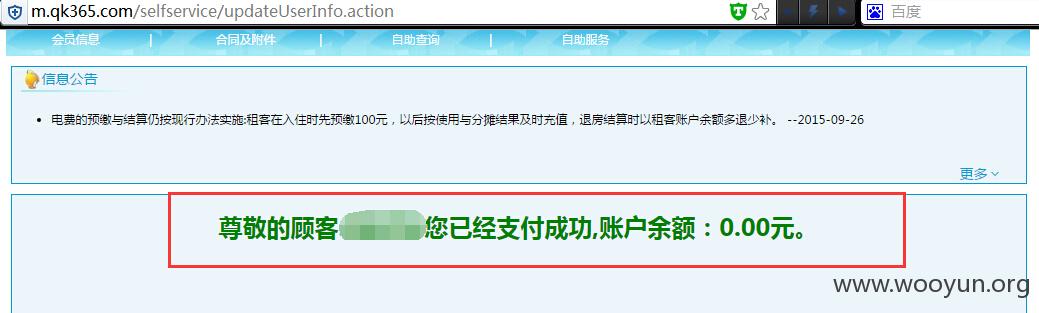 m.qk365.com/selfservice/updateUserInfo.action
百度
会员信息 | 合同及附件 | 自助查询 | 自助服务
信息公告
• 电费的预缴与结算仍按现行办法实施:租客在入住时先预缴100元，以后按使用与分摊结果及时充值，退房结算时以租客账户余额多退少补。 --2015-09-26
更多
尊敬的顾客 您已经支付成功,账户余额：0.00元。
www.wooyun.org